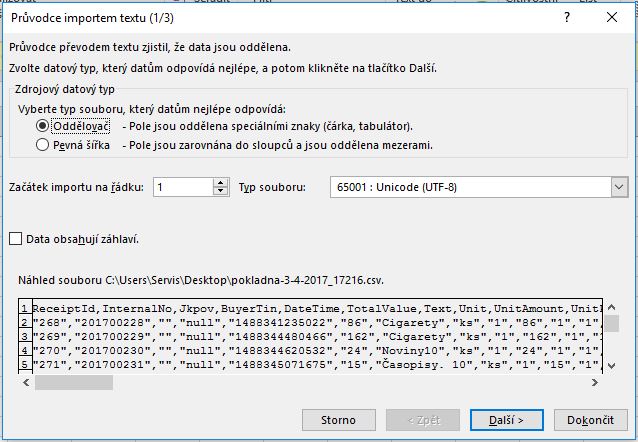 Průvodce importem textu (1/3)
?
Průvodce převodem textu zjistil, že data jsou oddělena.
Zvolte datový typ, který datům odpovídá nejlépe, a potom klikněte na tlačítko Další.
Zdrojový datový typ
Vyberte typ souboru, který datům nejlépe odpovídá:
Oddělovač - Pole jsou oddělena speciálními znaky (čárka, tabulátor).
Pevná šířka - Pole jsou zarovnána do sloupců a jsou oddělena mezerami.
Začátek importu na řádku: 1 Typ souboru: 65001 : Unicode (UTF-8)
Data obsahují záhlaví.
Náhled souboru C:\Users\Servis\Desktop\pokladna-3-4-2017_17216.csv.
1 ReceiptId,InternalNo,Jkpov,BuyerTin,DateTime,TotalValue,Text,Unit,UnitAmount,Unit
2 "268","201700228","","null","1488341235022","86","Cigarety","ks","1","86","1","1",
3 "269","201700229","","null","1488344480466","162","Cigarety","ks","1","162","1","1",
4 "270","201700230","","null","1488344620532","24","Noviny10","ks","1","24","1","1",
5 "271","201700231","","null","1488345071675","15","Časopisy. 10","ks","1","15","1",
Storno < Zpět Další > Dokončit